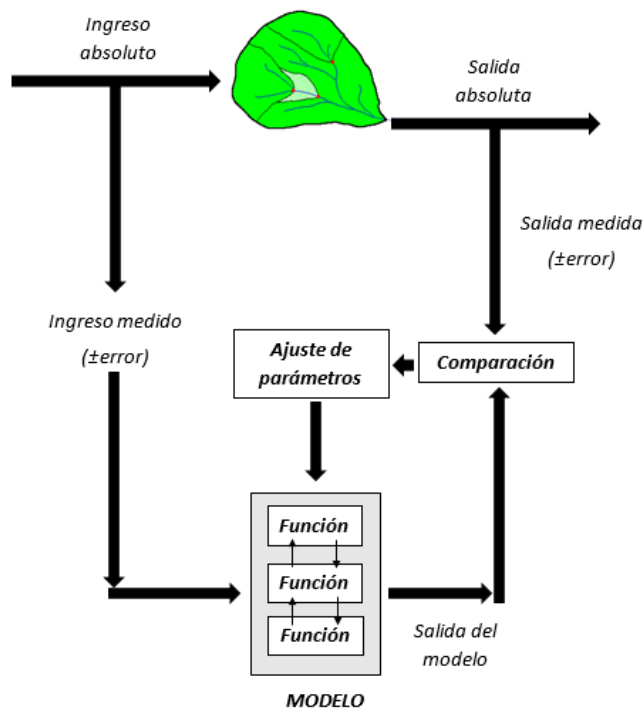 Ingreso
absoluto
Salida
absoluta
Salida medida
(±error)
Ingreso medido
(±error)
Ajuste de
parámetros
Comparación
Función
Función
Función
Salida del
modelo
MODELO